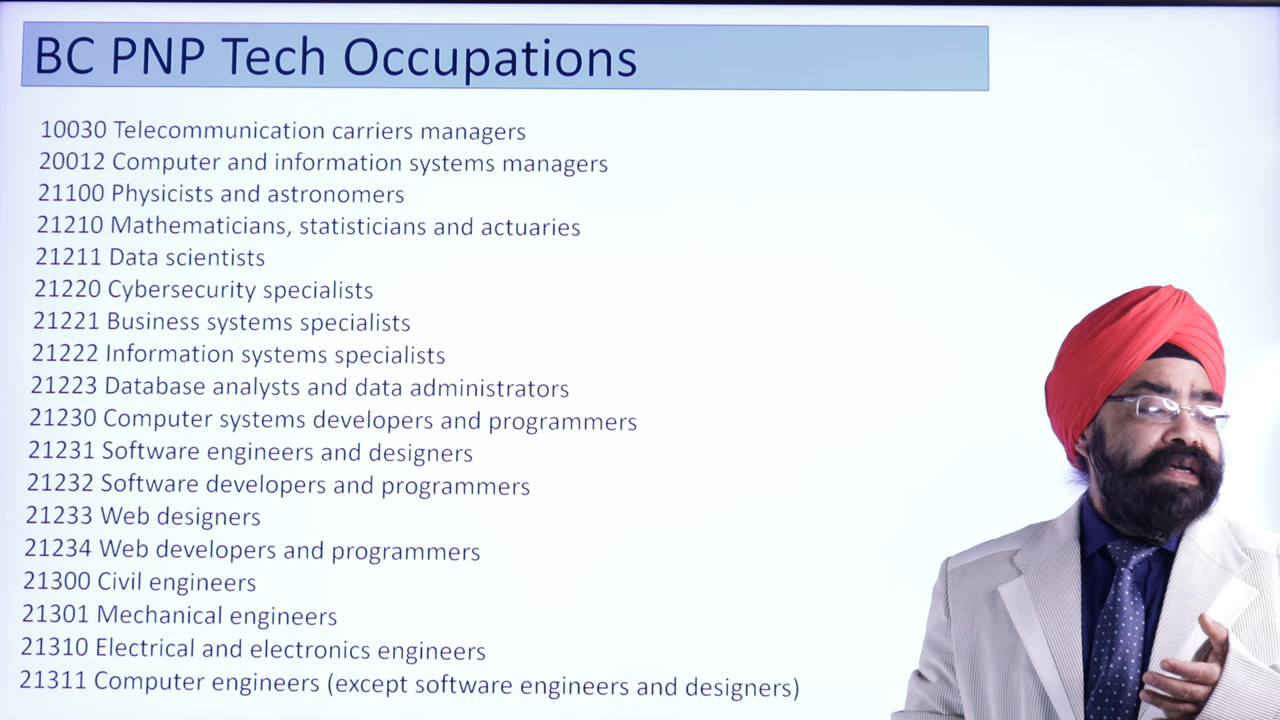 BC PNP Tech Occupations
10030 Telecommunication carriers managers
20012 Computer and information systems managers
21100 Physicists and astronomers
21210 Mathematicians, statisticians and actuaries
21211 Data scientists
21220 Cybersecurity specialists
21221 Business systems specialists
21222 Information systems specialists
21223 Database analysts and data administrators
21230 Computer systems developers and programmers
21231 Software engineers and designers
21232 Software developers and programmers
21233 Web designers
21234 Web developers and programmers
21300 Civil engineers
21301 Mechanical engineers
21310 Electrical and electronics engineers
21311 Computer engineers (except software engineers and designers)